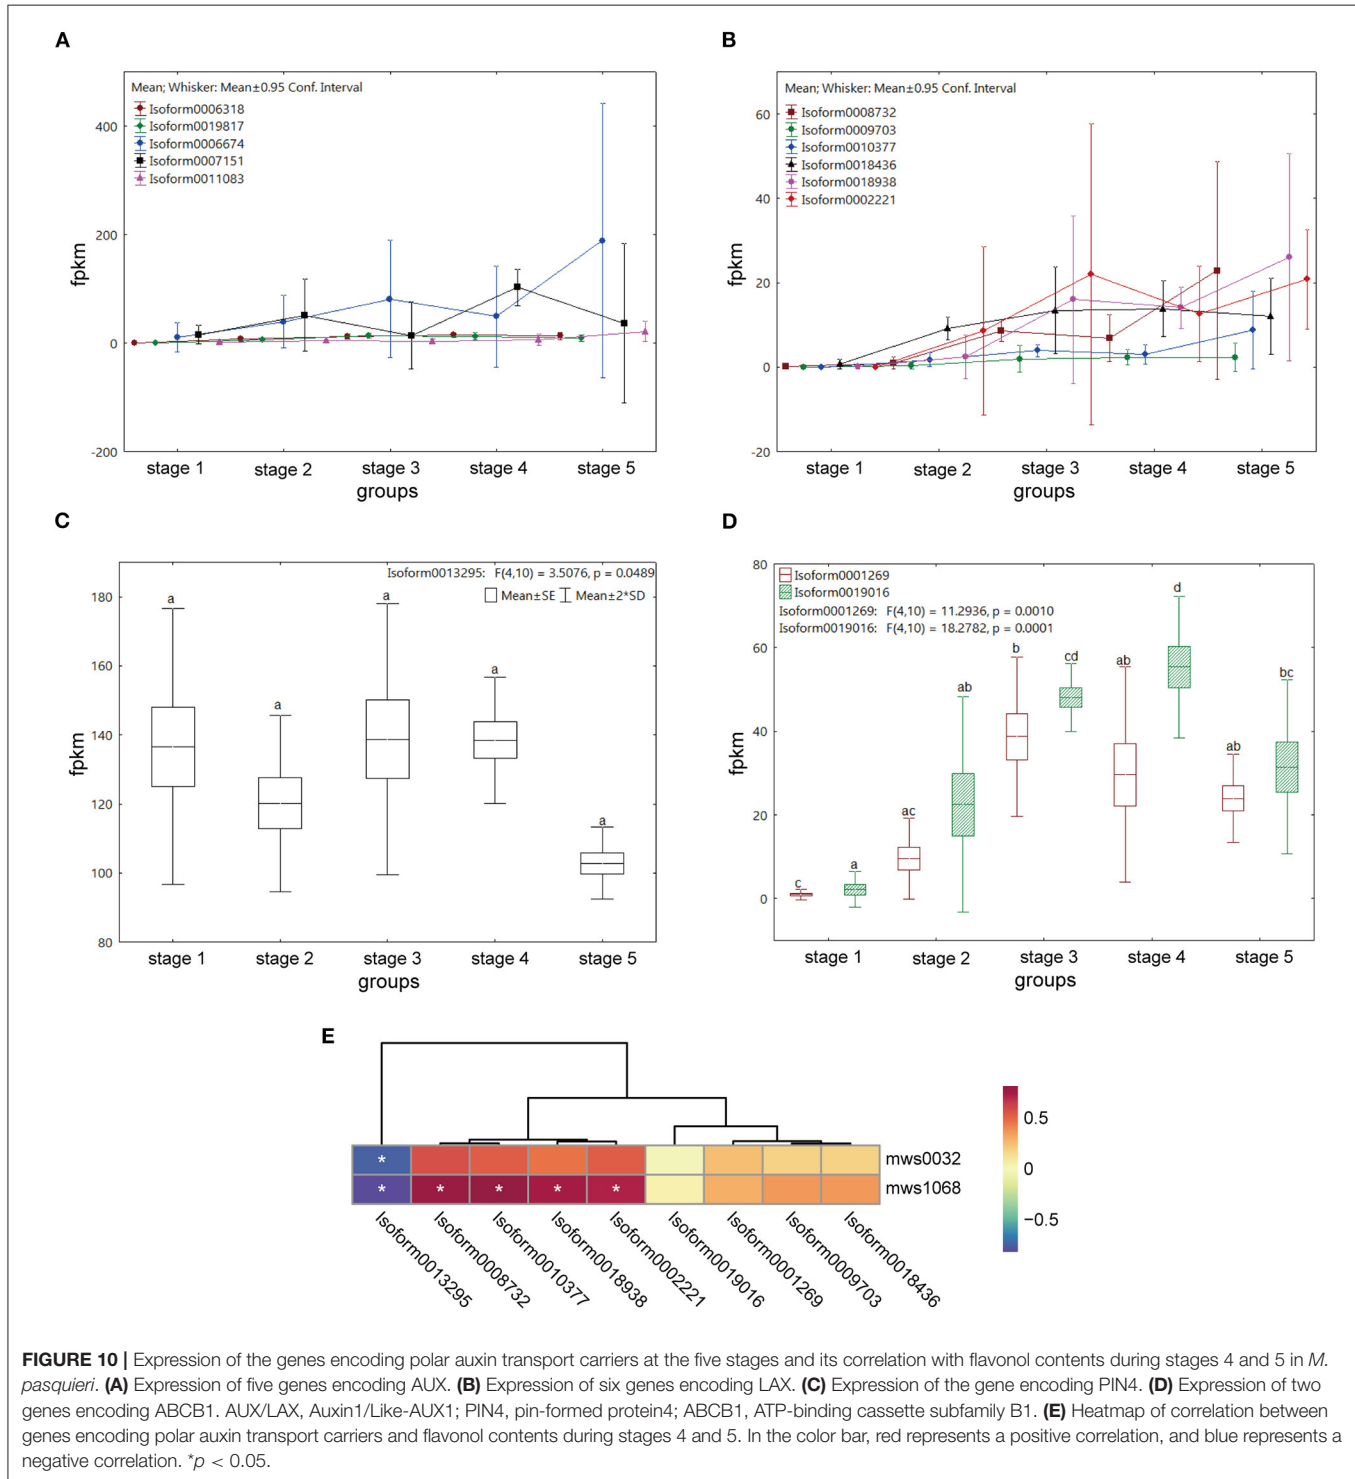 A
Mean; Whisker: Mean±0.95 Conf. Interval
Isoform0006318
Isoform0019817
Isoform0006674
Isoform0007151
Isoform0011083
400
200
0
-200
fpkm
stage 1 stage 2 stage 3 stage 4 stage 5
groups
B
Mean; Whisker: Mean±0.95 Conf. Interval
Isoform0008732
Isoform0009703
Isoform0010377
Isoform0018436
Isoform0018938
Isoform0002221
60
40
20
0
-20
fpkm
stage 1 stage 2 stage 3 stage 4 stage 5
groups
C
Isoform0013295: F(4,10) = 3.5076, p = 0.0489
Mean±SE Mean±2*SD
180
160
140
120
100
80
fpkm
a a a a a
stage 1 stage 2 stage 3 stage 4 stage 5
groups
D
Isoform0001269
Isoform0019016
Isoform0001269: F(4,10) = 11.2936, p = 0.0010
Isoform0019016: F(4,10) = 18.2782, p = 0.0001
80
60
40
20
0
fpkm
c a ac ab b cd ab d ab bc
stage 1 stage 2 stage 3 stage 4 stage 5
groups
E
* mws0032
* * * * * mws1068
Isoform0013295
Isoform0008732
Isoform0010377
Isoform0018938
Isoform0002221
Isoform0019016
Isoform0001269
Isoform0009703
Isoform0018436
0.5
0
−0.5
FIGURE 10 | Expression of the genes encoding polar auxin transport carriers at the five stages and its correlation with flavonol contents during stages 4 and 5 in M.
pasquieri. (A) Expression of five genes encoding AUX. (B) Expression of six genes encoding LAX. (C) Expression of the gene encoding PIN4. (D) Expression of two
genes encoding ABCB1. AUX/LAX, Auxin1/Like-AUX1; PIN4, pin-formed protein4; ABCB1, ATP-binding cassette subfamily B1. (E) Heatmap of correlation between
genes encoding polar auxin transport carriers and flavonol contents during stages 4 and 5. In the color bar, red represents a positive correlation, and blue represents a
negative correlation. *p < 0.05.